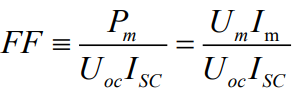 FF ≡ P_m / (U_oc I_SC) = U_m I_m / (U_oc I_SC)